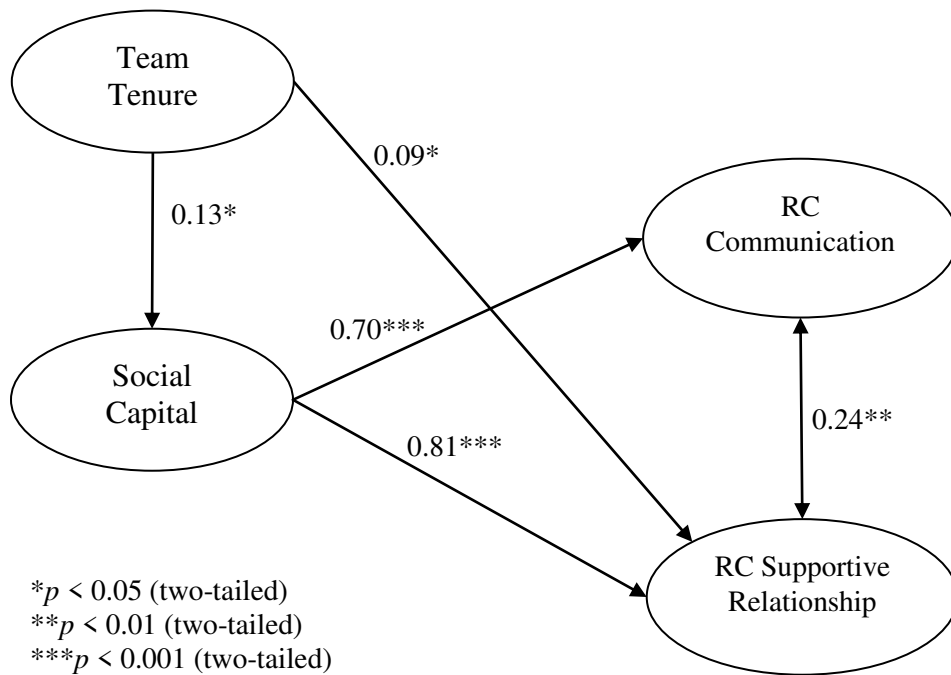 Team
Tenure
0.09*
RC
Communication
0.13*
0.70***
Social
Capital
0.24**
0.81***
RC Supportive
Relationship
*p < 0.05 (two-tailed)
**p < 0.01 (two-tailed)
***p < 0.001 (two-tailed)